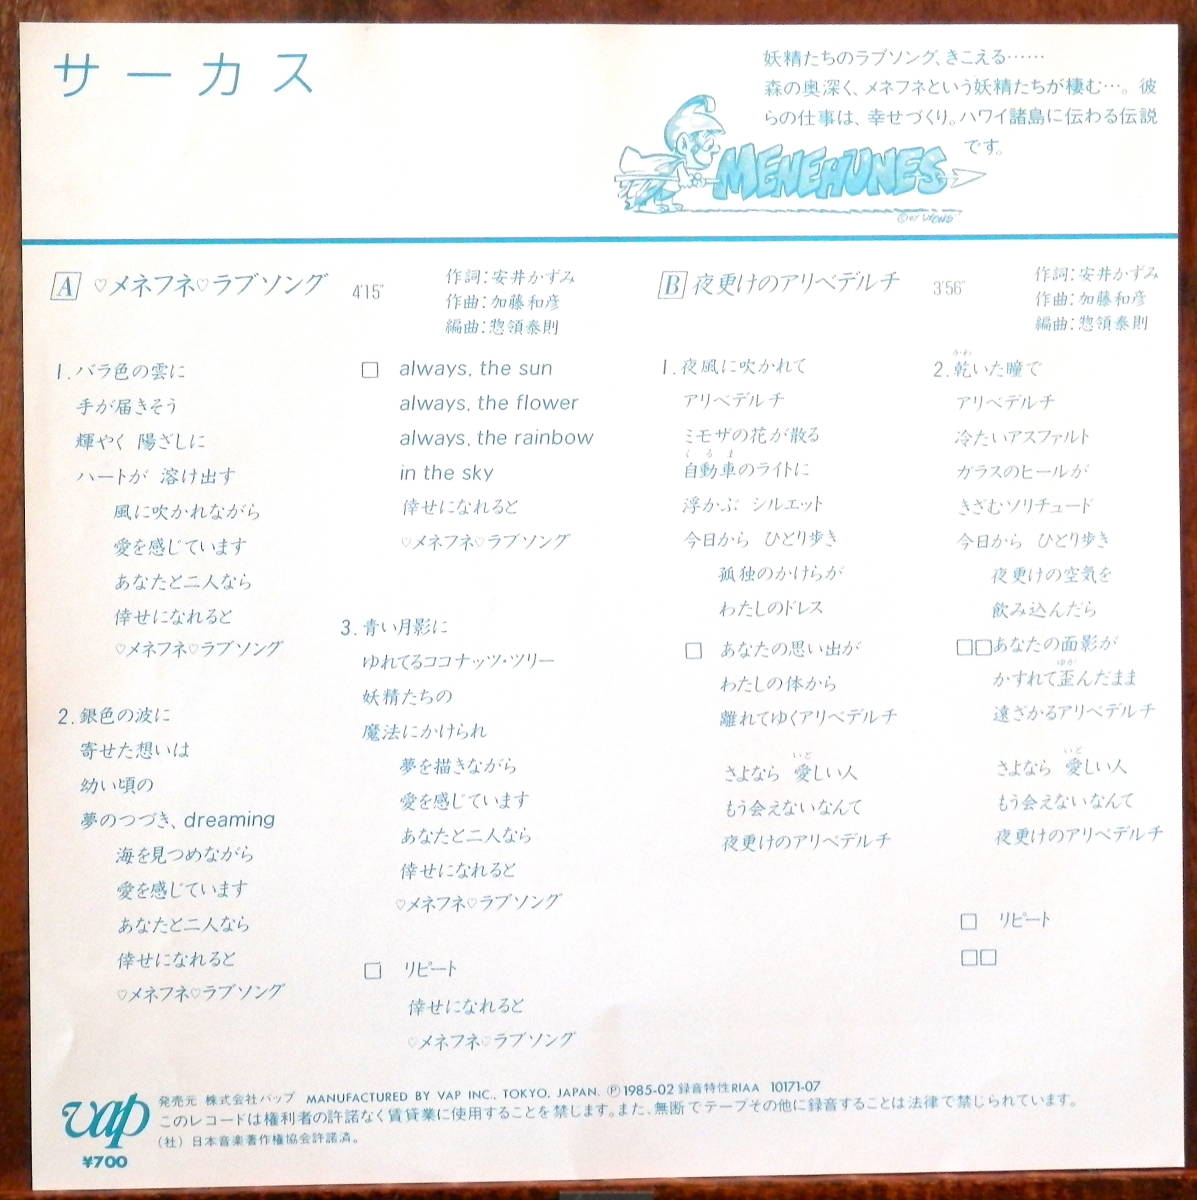 サーカス
妖精たちのラブソング、きこえる……
森の奥深く、メネフネという妖精たちが棲む…。彼
らの仕事は、幸せづくり。ハワイ諸島に伝わる伝説
です。
MENEHUNES
A ♡メネフネ♡ラブソング 4'15"
作詞:安井かずみ
作曲:加藤和彦
編曲:惣領泰則
1.バラ色の雲に
手が届きそう
輝やく 陽ざしに
ハートが 溶け出す
風に吹かれながら
愛を感じています
あなたと二人なら
倖せになれると
♡メネフネ♡ラブソング
2.銀色の波に
寄せた想いは
幼い頃の
夢のつづき、dreaming
海を見つめながら
愛を感じています
あなたと二人なら
倖せになれると
♡メネフネ♡ラブソング
□ always, the sun
always, the flower
always, the rainbow
in the sky
倖せになれると
♡メネフネ♡ラブソング
3.青い月影に
ゆれてるココナッツ・ツリー
妖精たちの
魔法にかけられ
夢を描きながら
愛を感じています
あなたと二人なら
倖せになれると
♡メネフネ♡ラブソング
□ リピート
倖せになれると
♡メネフネ♡ラブソング
B 夜更けのアリベデルチ 3'56"
作詞:安井かずみ
作曲:加藤和彦
編曲:惣領泰則
1.夜風に吹かれて
アリベデルチ
ミモザの花が散る
くるま
自動車のライトに
浮かぶ シルエット
今日から ひとり歩き
孤独のかけらが
わたしのドレス
□ あなたの思い出が
わたしの体から
離れてゆくアリベデルチ
いと
さよなら 愛しい人
もう会えないなんて
夜更けのアリベデルチ
かわ
2.乾いた瞳で
アリベデルチ
冷たいアスファルト
ガラスのヒールが
きざむソリチュード
今日から ひとり歩き
夜更けの空気を
飲み込んだら
□□あなたの面影が
ゆが
かすれて歪んだまま
遠ざかるアリベデルチ
いと
さよなら 愛しい人
もう会えないなんて
夜更けのアリベデルチ
□ リピート
□□
vap
¥700
発売元 株式会社バップ MANUFACTURED BY VAP INC., TOKYO, JAPAN. Ⓟ1985-02 録音特性RIAA 10171-07
このレコードは権利者の許諾なく賃貸業に使用することを禁じます。また、無断でテープその他に録音することは法律で禁じられています。
(社)日本音楽著作権協会許諾済。